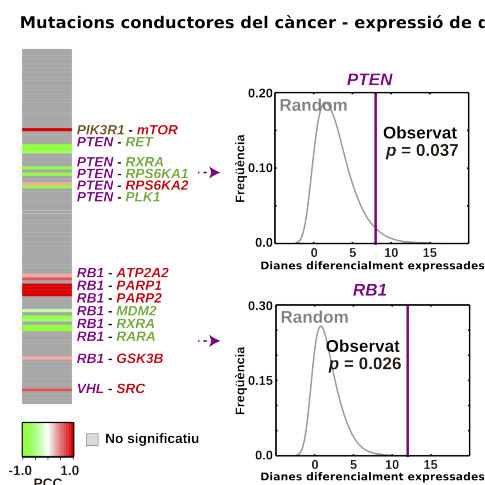 Mutacions conductores del càncer - expressió de
PIK3R1 - mTOR
PTEN - RET
PTEN - RXRA
PTEN - RPS6KA1
PTEN - RPS6KA2
PTEN - PLK1
RB1 - ATP2A2
RB1 - PARP1
RB1 - PARP2
RB1 - MDM2
RB1 - RXRA
RB1 - RARA
RB1 - GSK3B
VHL - SRC
No significatiu
-1.0 1.0
PCC
PTEN
0.20
Random
Observat
p = 0.037
0.10
Freqüència
0.0
0 5 10 15
Dianes diferencialment expressades
RB1
0.30
Random
Observat
p = 0.026
0.15
Freqüència
0.0
0 5 10 15
Dianes diferencialment expressades